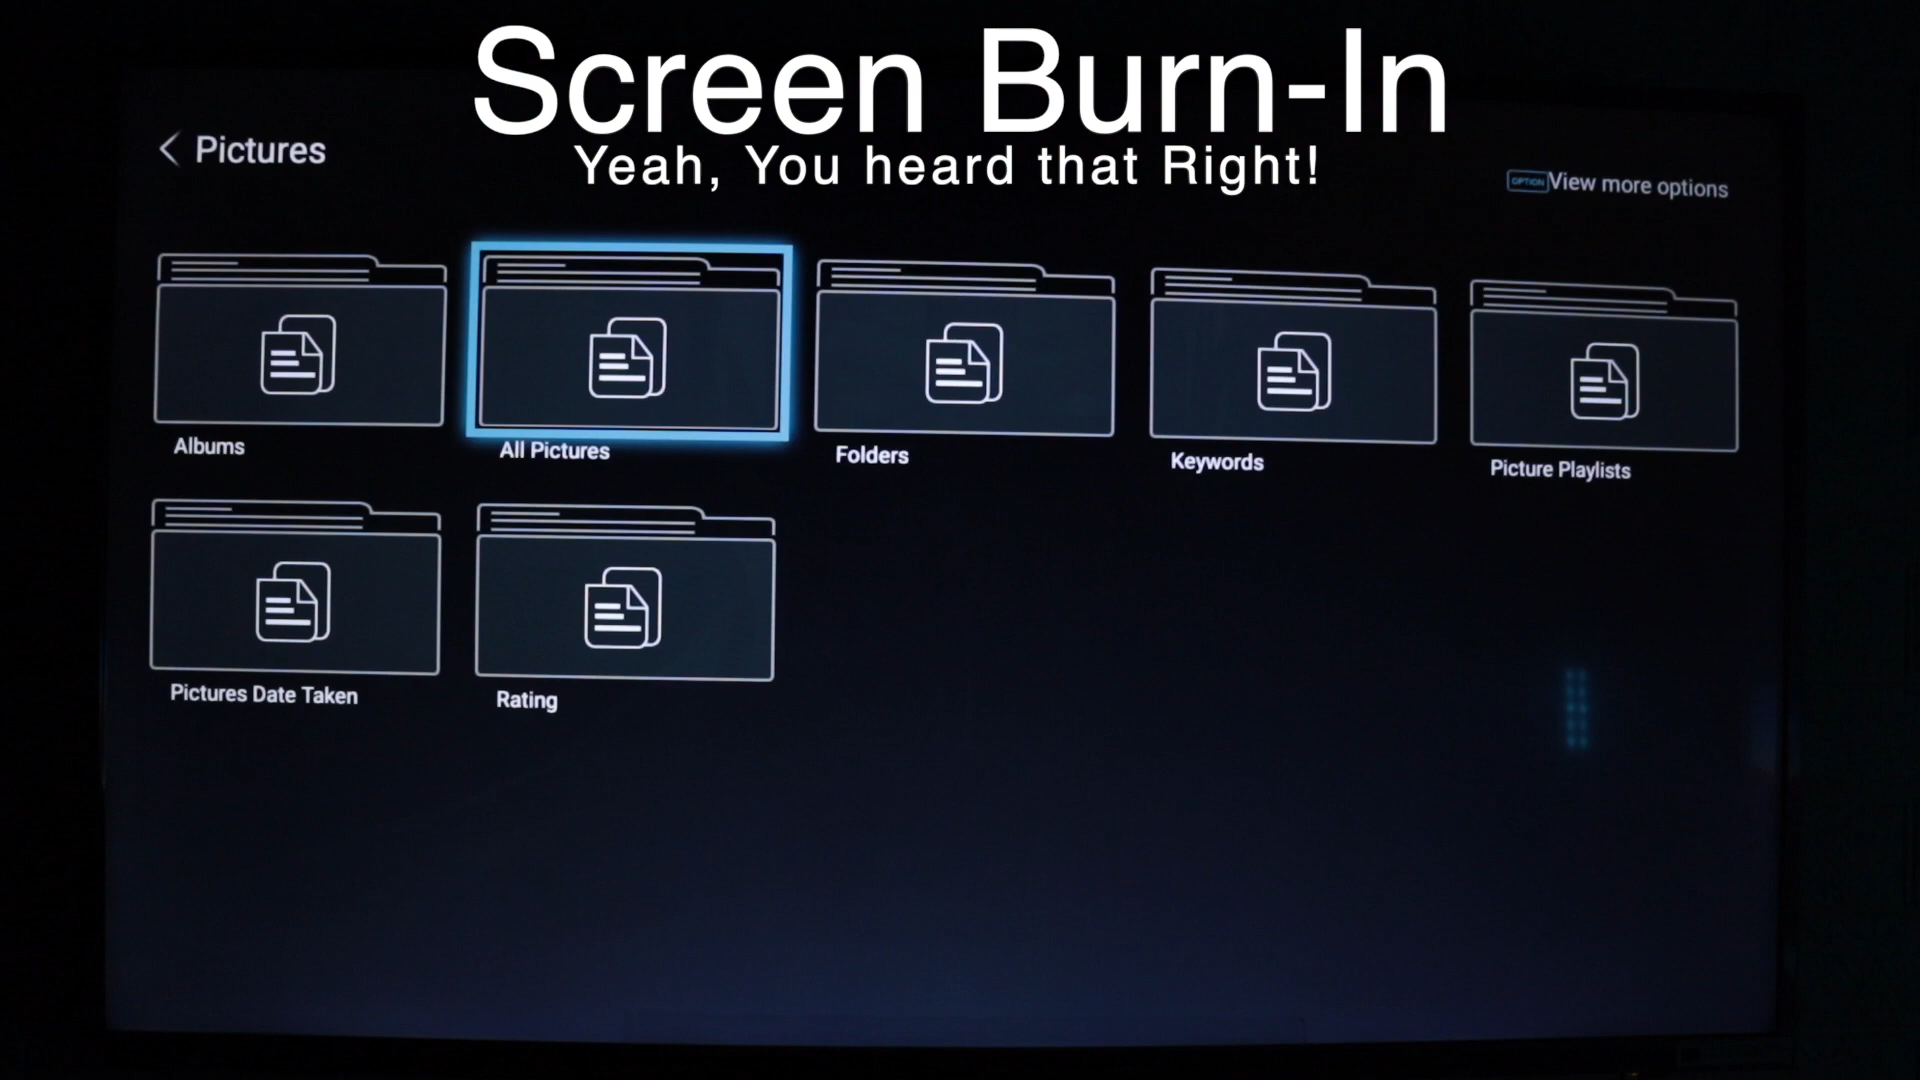 Screen Burn-In
Yeah, You heard that Right!
Pictures
OPTION View more options
Albums
All Pictures
Folders
Keywords
Picture Playlists
Pictures Date Taken
Rating